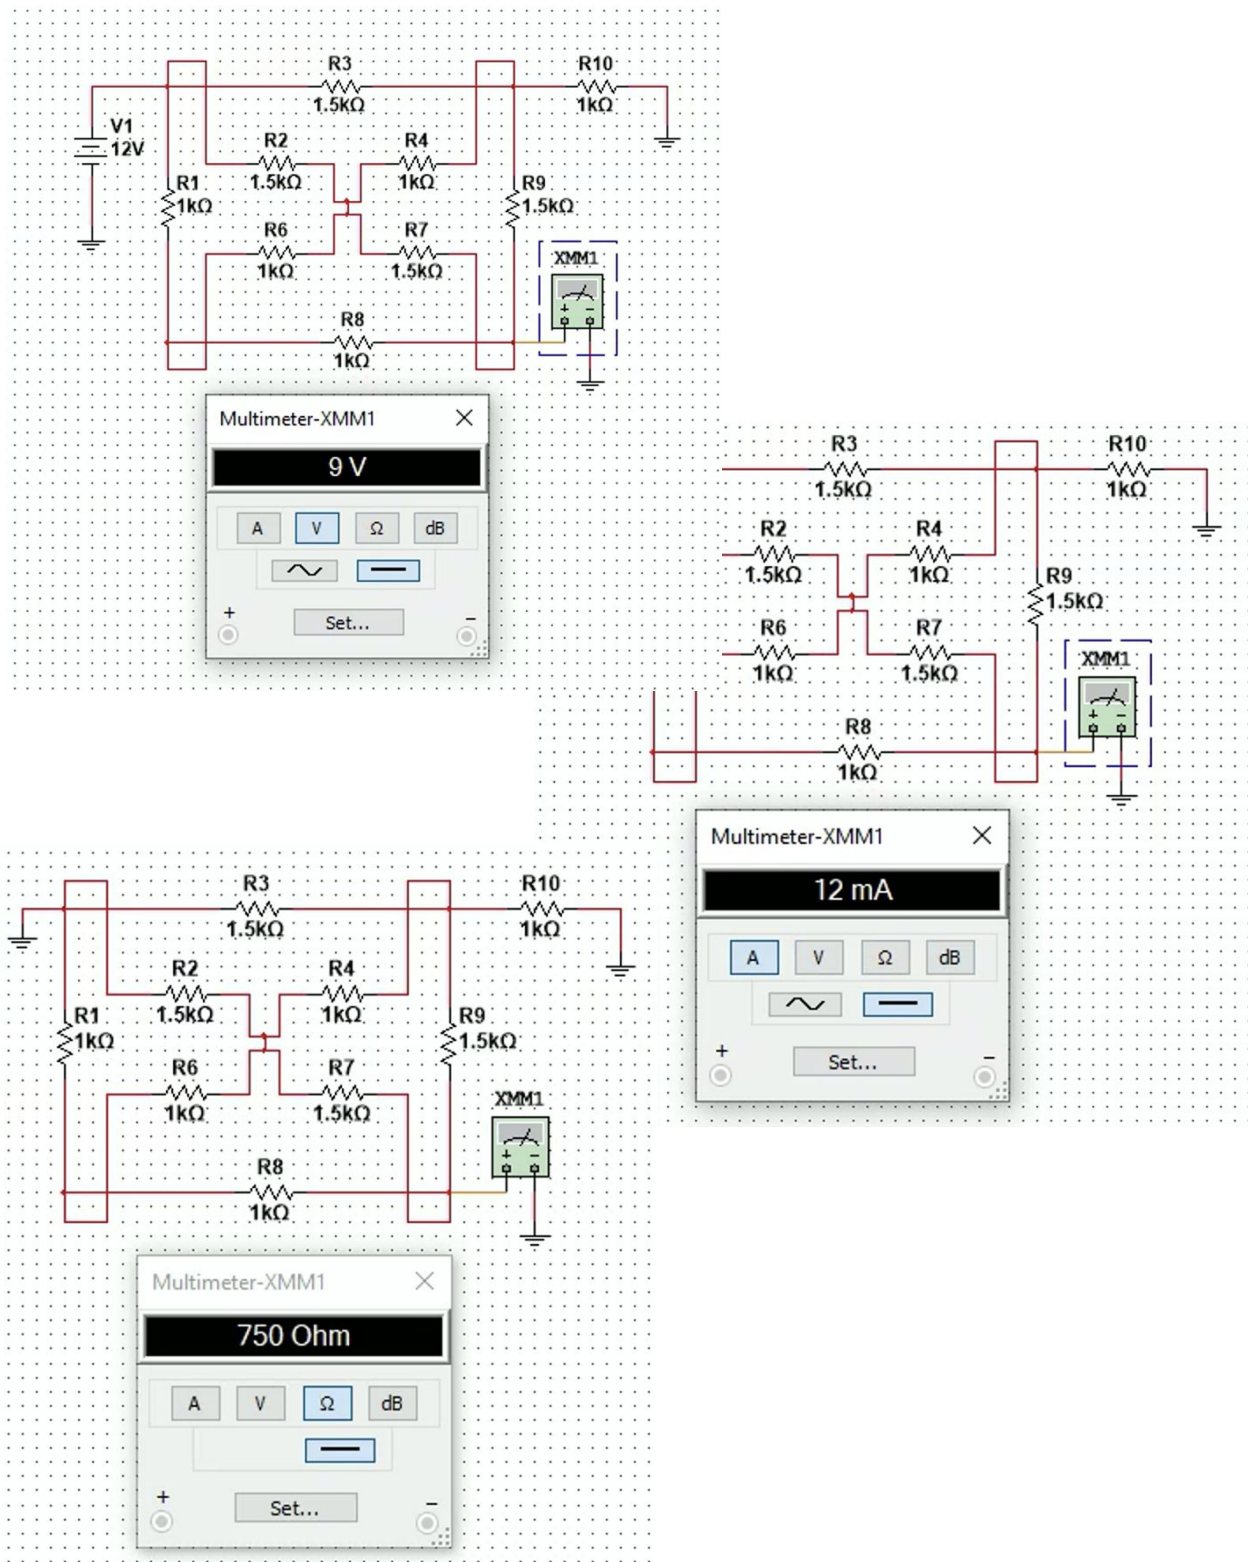 R3
1.5kΩ
R10
1kΩ
V1
12V
R2
1.5kΩ
R4
1kΩ
R1
1kΩ
R9
1.5kΩ
R6
1kΩ
R7
1.5kΩ
XMM1
+ −
R8
1kΩ
Multimeter-XMM1
9 V
A V Ω dB
+ −
Set...
R3
1.5kΩ
R10
1kΩ
R2
1.5kΩ
R4
1kΩ
R9
1.5kΩ
R6
1kΩ
R7
1.5kΩ
XMM1
+ −
R8
1kΩ
Multimeter-XMM1
12 mA
A V Ω dB
+ −
Set...
R3
1.5kΩ
R10
1kΩ
R2
1.5kΩ
R4
1kΩ
R1
1kΩ
R9
1.5kΩ
R6
1kΩ
R7
1.5kΩ
XMM1
+ −
R8
1kΩ
Multimeter-XMM1
750 Ohm
A V Ω dB
+ −
Set...